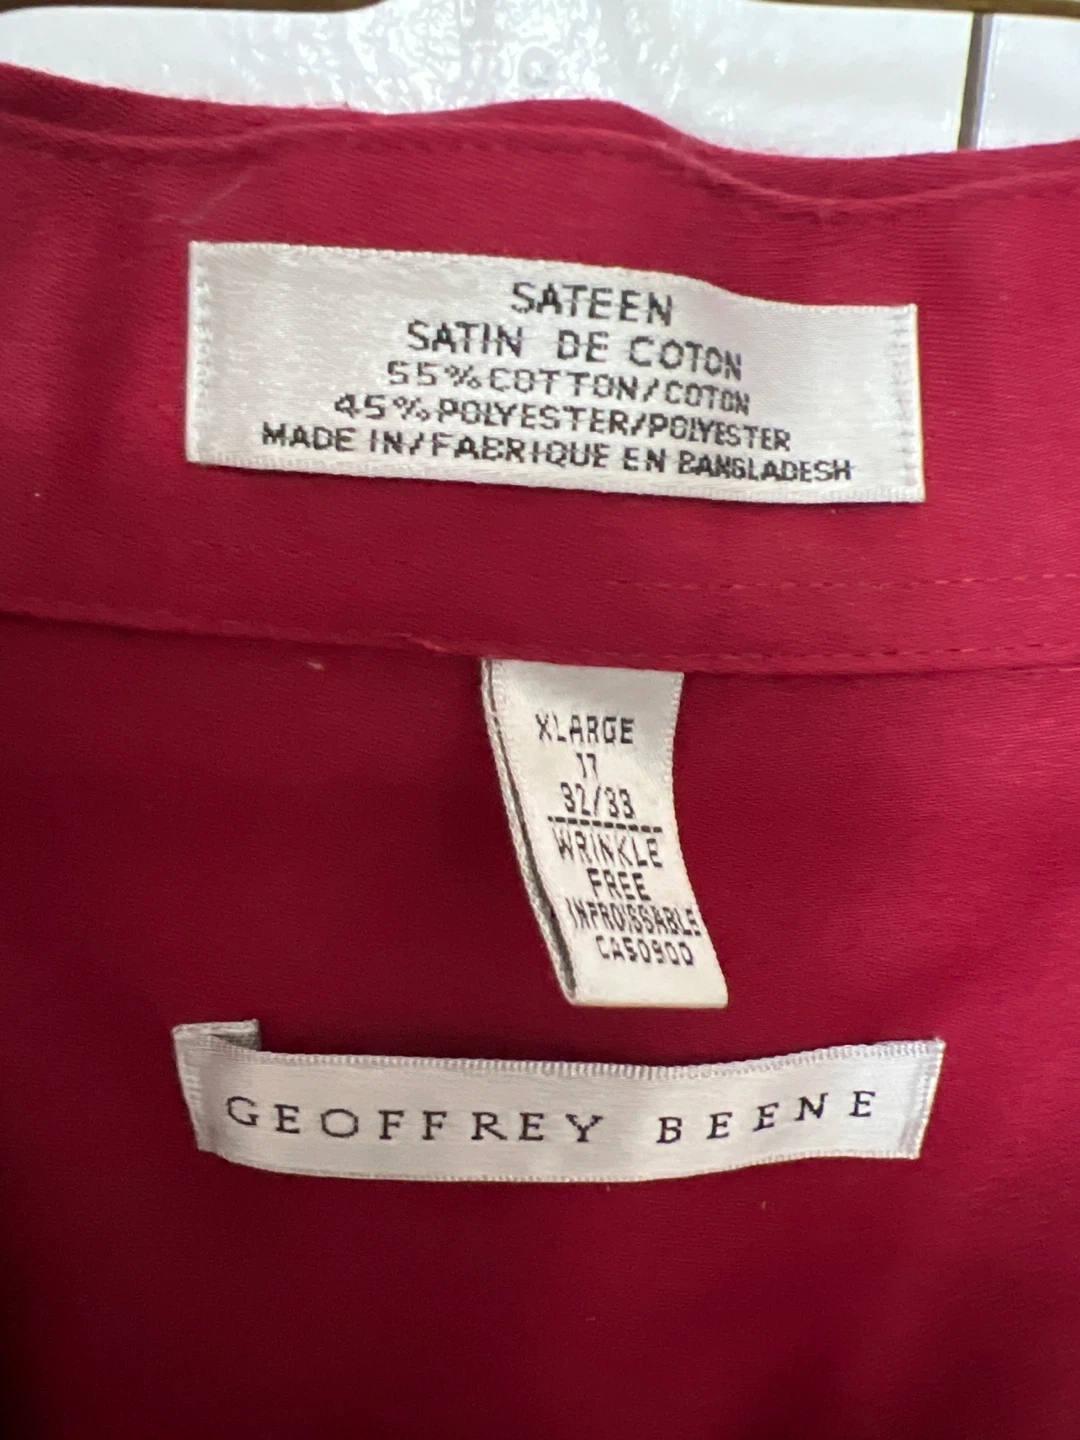 SATEEN
SATIN DE COTON
55% COTTON/COTON
45% POLYESTER/POLYESTER
MADE IN/FABRIQUE EN BANGLADESH
XLARGE
17
32/33
WRINKLE
FREE
INFROISSABLE
CA50900
GEOFFREY BEENE